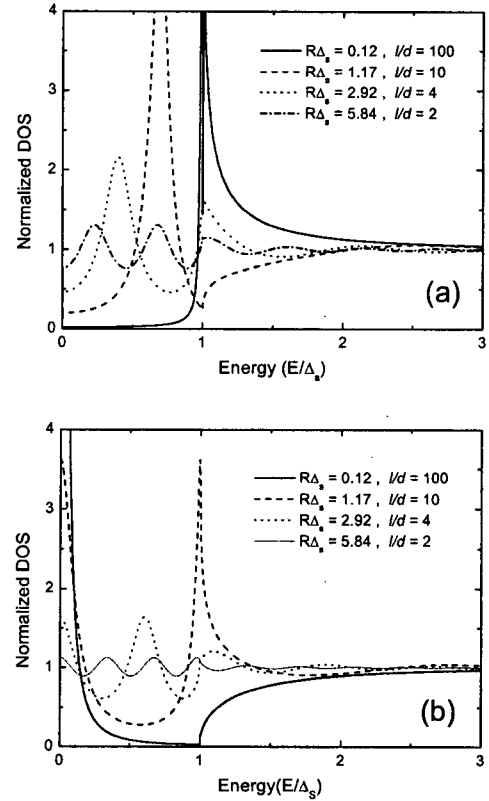 4
RΔₛ = 0.12 , l/d = 100
RΔₛ = 1.17 , l/d = 10
RΔₛ = 2.92 , l/d = 4
RΔₛ = 5.84 , l/d = 2
3
Normalized DOS
2
1
(a)
0
0 1 2 3
Energy (E/Δₛ)
4
RΔₛ = 0.12 , l/d = 100
RΔₛ = 1.17 , l/d = 10
RΔₛ = 2.92 , l/d = 4
RΔₛ = 5.84 , l/d = 2
3
Normalized DOS
2
1
(b)
0
0 1 2 3
Energy(E/Δ_S)